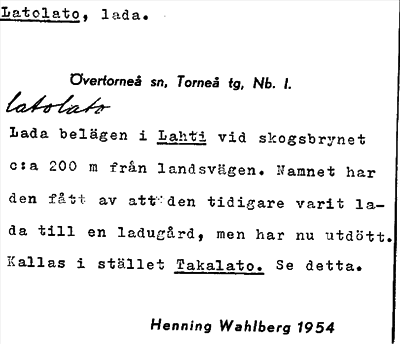 Latolato, lada.
Övertorneå sn, Torneå tg, Nb. l.
latolato
Lada belägen i Lahti vid skogsbrynet
c:a 200 m från landsvägen. Namnet har
den fått av att den tidigare varit la-
da till en ladugård, men har nu utdött.
Kallas i stället Takalato. Se detta.
Henning Wahlberg 1954